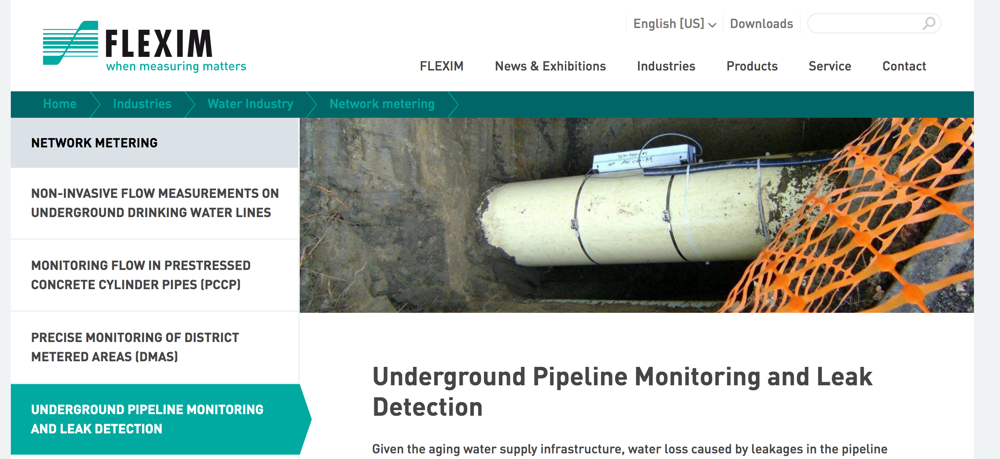 FLEXIM
when measuring matters
English [US]
Downloads
FLEXIM
News & Exhibitions
Industries
Products
Service
Contact
Home
Industries
Water Industry
Network metering
NETWORK METERING
NON-INVASIVE FLOW MEASUREMENTS ON
UNDERGROUND DRINKING WATER LINES
MONITORING FLOW IN PRESTRESSED
CONCRETE CYLINDER PIPES (PCCP)
PRECISE MONITORING OF DISTRICT
METERED AREAS (DMAS)
UNDERGROUND PIPELINE MONITORING
AND LEAK DETECTION
Underground Pipeline Monitoring and Leak
Detection
Given the aging water supply infrastructure, water loss caused by leakages in the pipeline